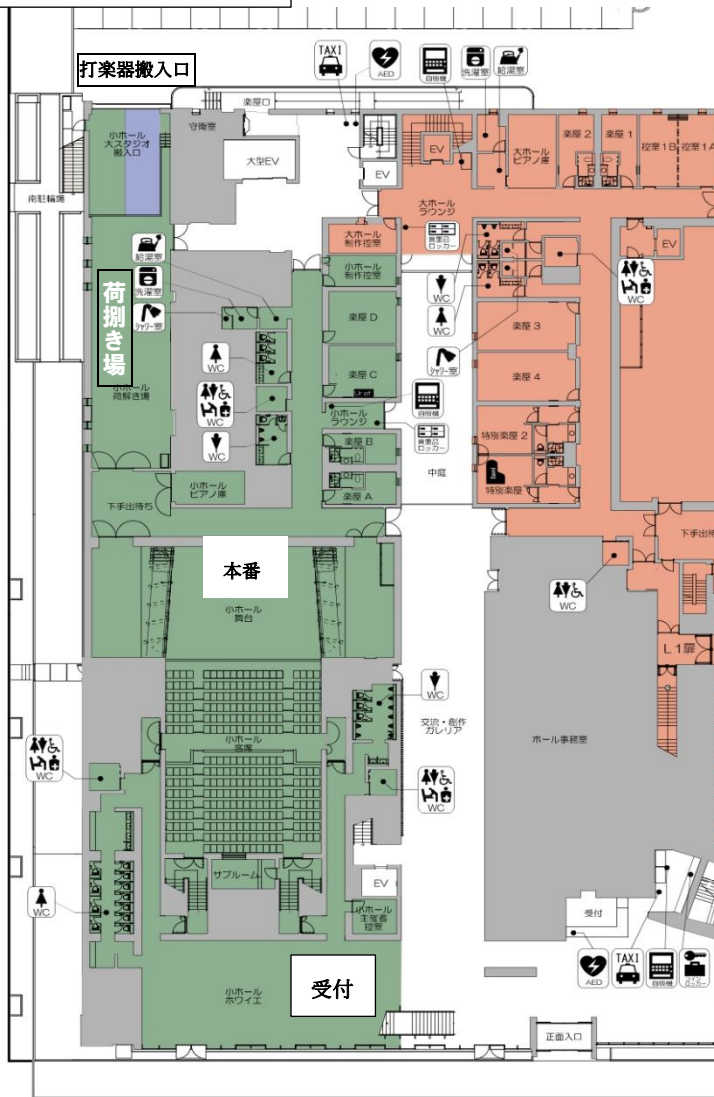 打楽器搬入口
TAXI
AED
自販機
洗濯室
給湯室
楽屋口
守衛室
小ホール
大スタジオ
搬入口
大型EV
EV
EV
大ホール
ピアノ庫
楽屋 2
楽屋 1
控室1B
控室1A
南駐輪場
大ホール
ラウンジ
大ホール
制作控室
貴重品
ロッカー
EV
給湯室
小ホール
制作控室
WC
洗濯室
荷捌き場
楽屋 D
WC
シャワー室
楽屋 3
WC
シャワー室
楽屋 C
楽屋 4
小ホール
荷解き場
WC
自販機
小ホール
ラウンジ
貴重品
ロッカー
特別楽屋 2
WC
楽屋 B
中庭
小ホール
ピアノ庫
楽屋 A
特別楽屋
下手出待ち
下手出待
本番
小ホール
舞台
WC
L1扉
WC
交流・創作
ガレリア
小ホール
客席
ホール事務室
WC
WC
サブルーム
EV
WC
小ホール
主催者
控室
受付
AED
TAXI
自販機
コイン
ロッカー
受付
小ホール
ホワイエ
正面入口